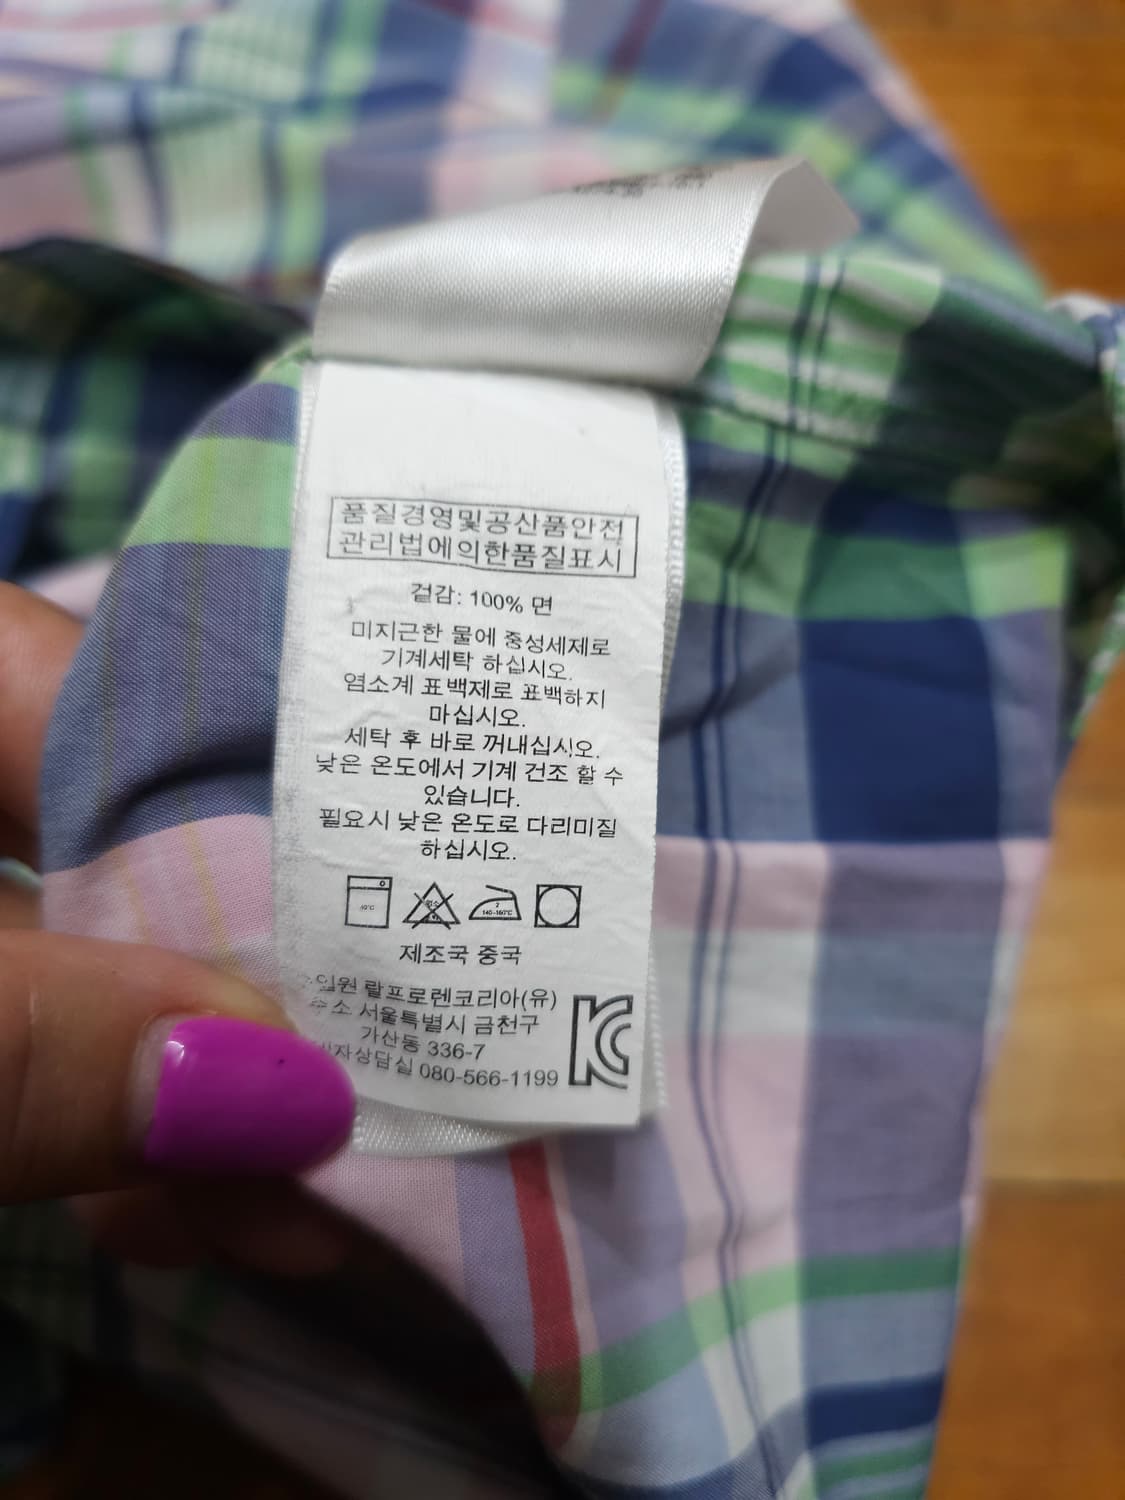 품질경영및공산품안전
관리법에의한품질표시
겉감: 100% 면
미지근한 물에 중성세제로
기계세탁 하십시오.
염소계 표백제로 표백하지
마십시오.
세탁 후 바로 꺼내십시오.
낮은 온도에서 기계 건조 할 수
있습니다.
필요시 낮은 온도로 다리미질
하십시오.
40°C
염소
2
140-160°C
제조국 중국
랄프로렌코리아(유)
주소 서울특별시 금천구
가산동 336-7
080-566-1199
KC